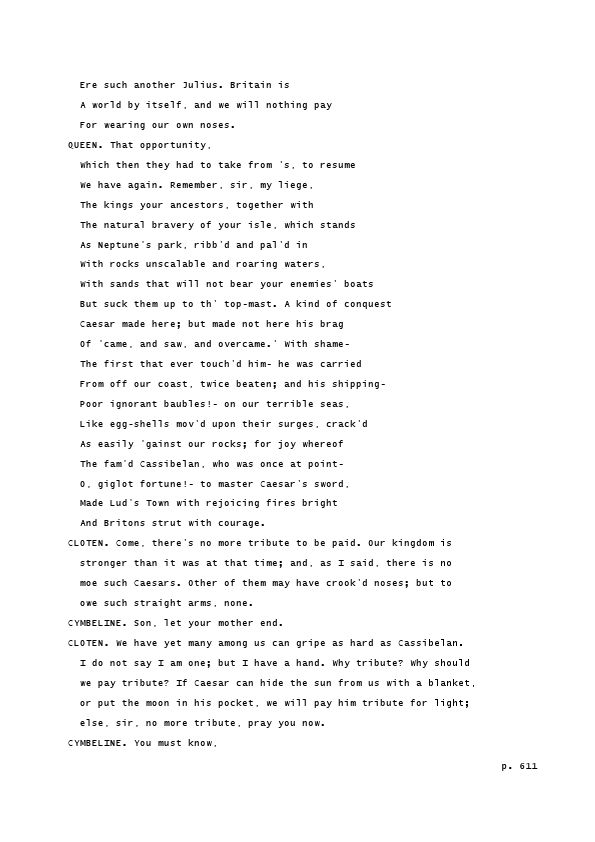 Ere such another Julius. Britain is
A world by itself, and we will nothing pay
For wearing our own noses.
QUEEN. That opportunity,
Which then they had to take from 's, to resume
We have again. Remember, sir, my liege,
The kings your ancestors, together with
The natural bravery of your isle, which stands
As Neptune's park, ribb'd and pal'd in
With rocks unscalable and roaring waters,
With sands that will not bear your enemies' boats
But suck them up to th' top-mast. A kind of conquest
Caesar made here; but made not here his brag
Of 'came, and saw, and overcame.' With shame-
The first that ever touch'd him- he was carried
From off our coast, twice beaten; and his shipping-
Poor ignorant baubles!- on our terrible seas,
Like egg-shells mov'd upon their surges, crack'd
As easily 'gainst our rocks; for joy whereof
The fam'd Cassibelan, who was once at point-
O, giglot fortune!- to master Caesar's sword,
Made Lud's Town with rejoicing fires bright
And Britons strut with courage.
CLOTEN. Come, there's no more tribute to be paid. Our kingdom is
stronger than it was at that time; and, as I said, there is no
moe such Caesars. Other of them may have crook'd noses; but to
owe such straight arms, none.
CYMBELINE. Son, let your mother end.
CLOTEN. We have yet many among us can gripe as hard as Cassibelan.
I do not say I am one; but I have a hand. Why tribute? Why should
we pay tribute? If Caesar can hide the sun from us with a blanket,
or put the moon in his pocket, we will pay him tribute for light;
else, sir, no more tribute, pray you now.
CYMBELINE. You must know,
p. 611